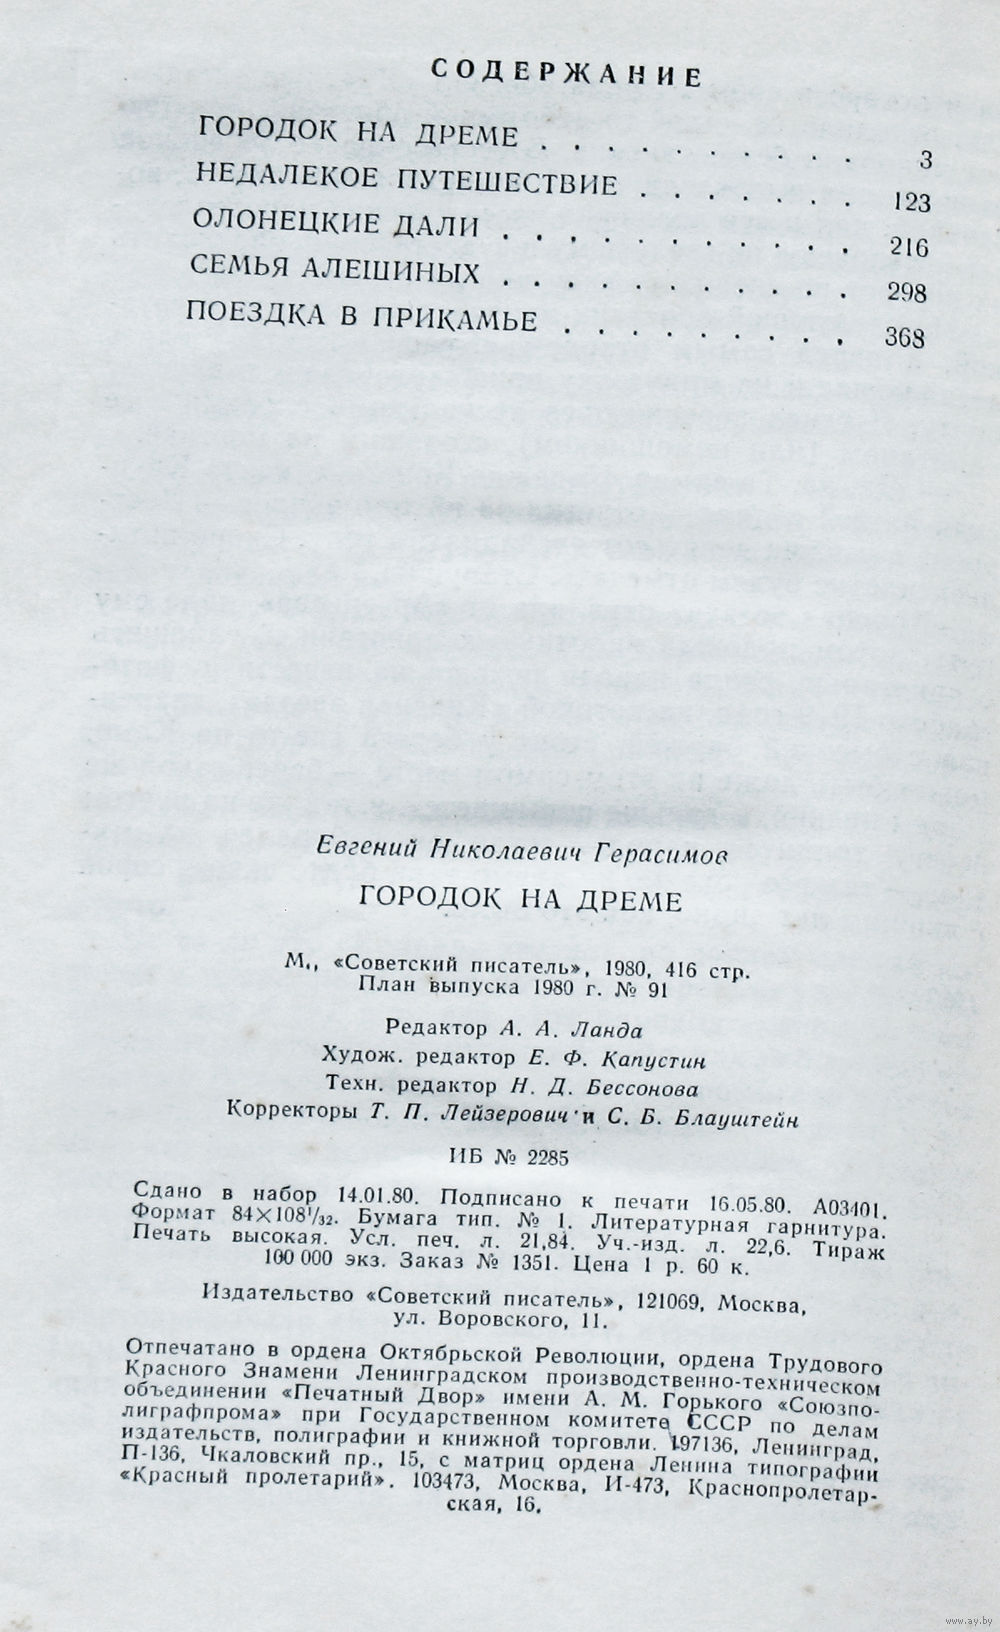 СОДЕРЖАНИЕ
ГОРОДОК НА ДРЕМЕ . . . . . . . . . . 3
НЕДАЛЕКОЕ ПУТЕШЕСТВИЕ . . . . . . . 123
ОЛОНЕЦКИЕ ДАЛИ . . . . . . . . . . . 216
СЕМЬЯ АЛЕШИНЫХ . . . . . . . . . . . 298
ПОЕЗДКА В ПРИКАМЬЕ . . . . . . . . . 368
Евгений Николаевич Герасимов
ГОРОДОК НА ДРЕМЕ
М., «Советский писатель», 1980, 416 стр.
План выпуска 1980 г. № 91
Редактор А. А. Ланда
Худож. редактор Е. Ф. Капустин
Техн. редактор Н. Д. Бессонова
Корректоры Т. П. Лейзерович и С. Б. Блауштейн
ИБ № 2285
Сдано в набор 14.01.80. Подписано к печати 16.05.80. А03401.
Формат 84×108¹/₃₂. Бумага тип. № 1. Литературная гарнитура.
Печать высокая. Усл. печ. л. 21,84. Уч.-изд. л. 22,6. Тираж
100 000 экз. Заказ № 1351. Цена 1 р. 60 к.
Издательство «Советский писатель», 121069, Москва,
ул. Воровского, 11.
Отпечатано в ордена Октябрьской Революции, ордена Трудового
Красного Знамени Ленинградском производственно-техническом
объединении «Печатный Двор» имени А. М. Горького «Союзпо-
лиграфпрома» при Государственном комитете СССР по делам
издательств, полиграфии и книжной торговли. 197136, Ленинград,
П-136, Чкаловский пр., 15, с матриц ордена Ленина типографии
«Красный пролетарий». 103473, Москва, И-473, Краснопролетар-
ская, 16.
www.ay.by